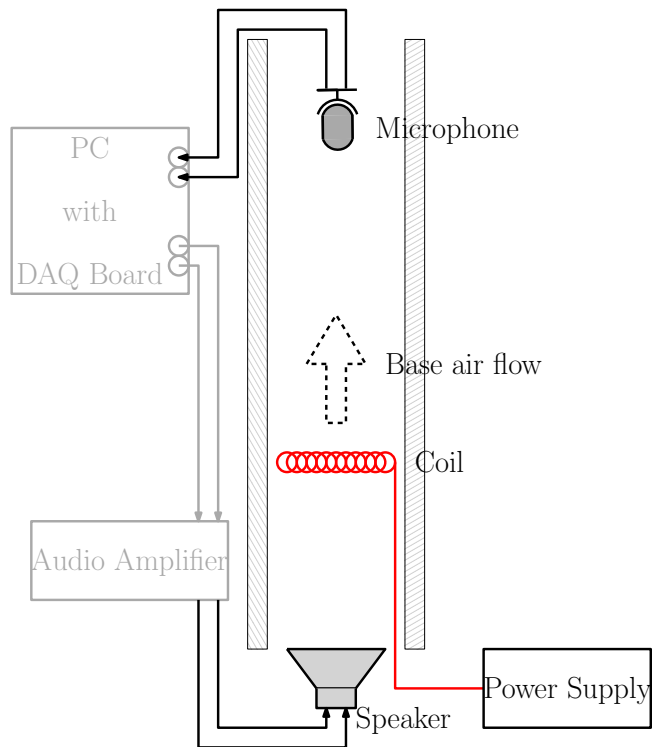 Microphone
PC
with
DAQ Board
Base air flow
Coil
Audio Amplifier
Power Supply
Speaker